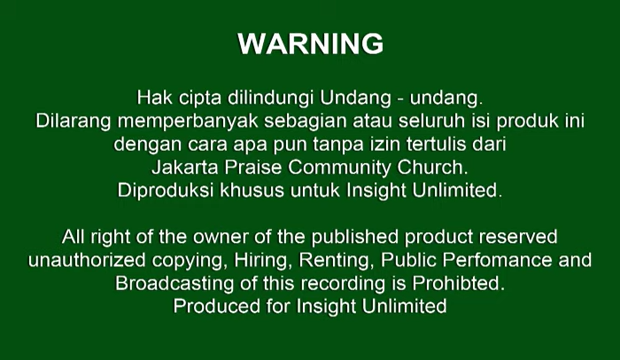 WARNING
Hak cipta dilindungi Undang - undang.
Dilarang memperbanyak sebagian atau seluruh isi produk ini
dengan cara apa pun tanpa izin tertulis dari
Jakarta Praise Community Church.
Diproduksi khusus untuk Insight Unlimited.
All right of the owner of the published product reserved
unauthorized copying, Hiring, Renting, Public Perfomance and
Broadcasting of this recording is Prohibted.
Produced for Insight Unlimited